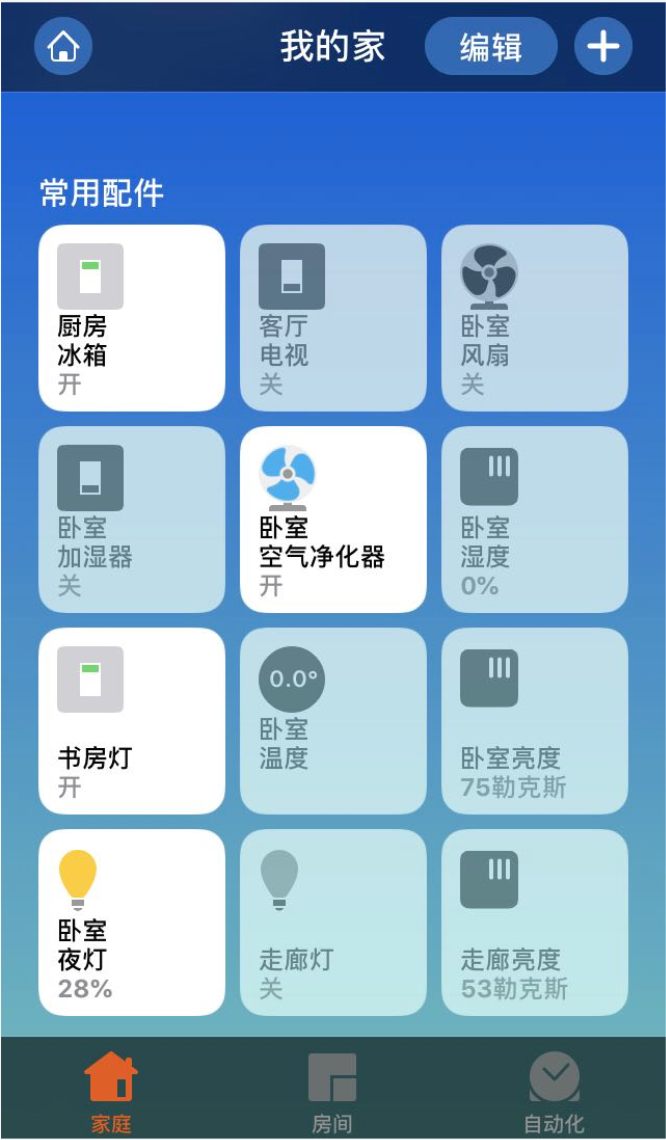 我的家
编辑
常用配件
厨房
冰箱
开
客厅
电视
关
卧室
风扇
关
卧室
加湿器
关
卧室
空气净化器
开
卧室
湿度
0%
书房灯
开
0.0°
卧室
温度
卧室亮度
75勒克斯
卧室
夜灯
28%
走廊灯
关
走廊亮度
53勒克斯
家庭
房间
自动化